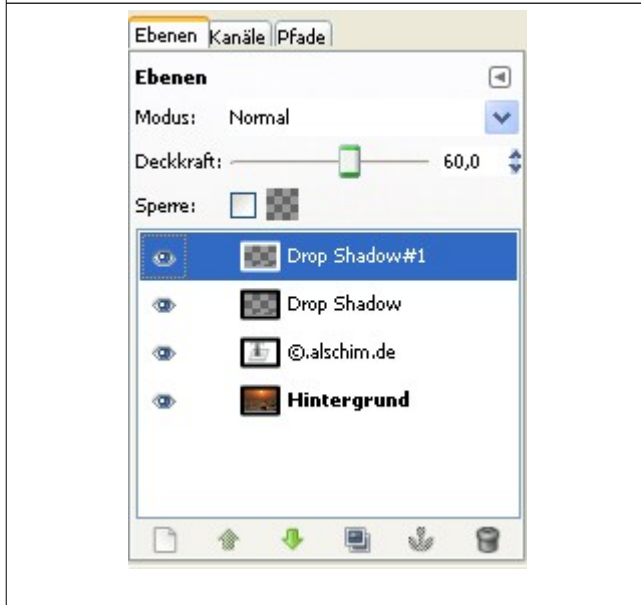 Ebenen Kanäle Pfade
Ebenen
Modus: Normal
Deckkraft: 60,0
Sperre:
Drop Shadow#1
Drop Shadow
©.alschim.de
Hintergrund